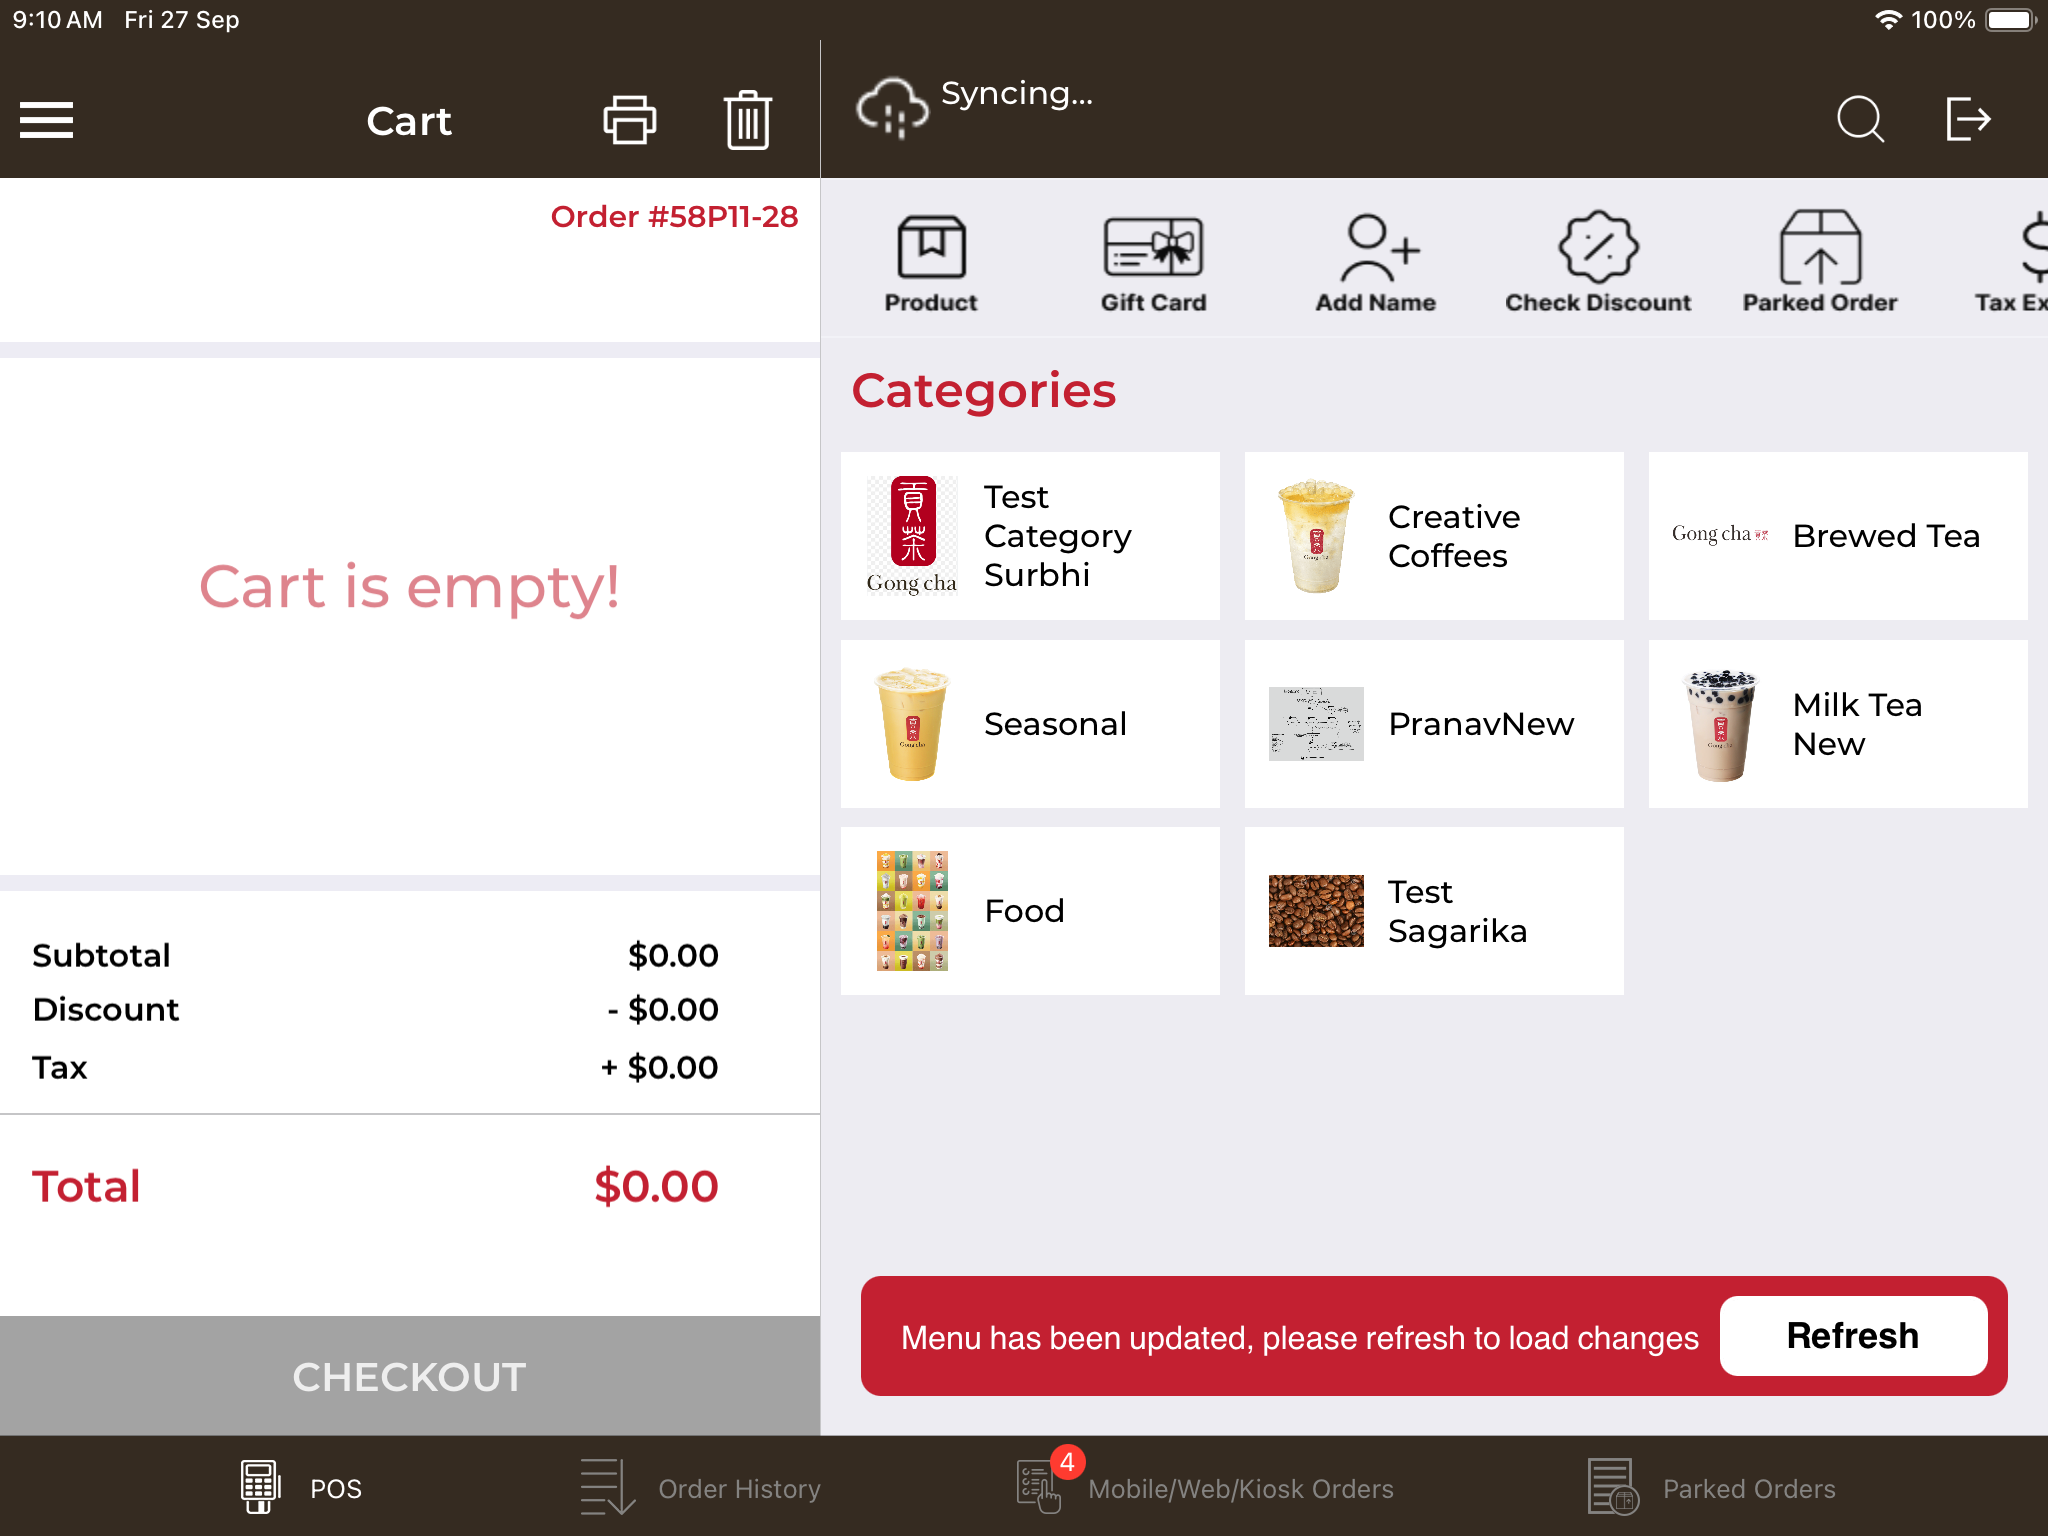 9:10 AM Fri 27 Sep
100%
Cart
Syncing...
Order #58P11-28
Product
Gift Card
Add Name
Check Discount
Parked Order
Tax Ex
Categories
貢茶
Gong cha
Test
Category
Surbhi
Creative
Coffees
Gong cha 貢茶
Brewed Tea
Seasonal
PranavNew
Milk Tea
New
Food
Test
Sagarika
Cart is empty!
Subtotal $0.00
Discount - $0.00
Tax + $0.00
Total $0.00
CHECKOUT
Menu has been updated, please refresh to load changes
Refresh
POS
Order History
4
Mobile/Web/Kiosk Orders
Parked Orders